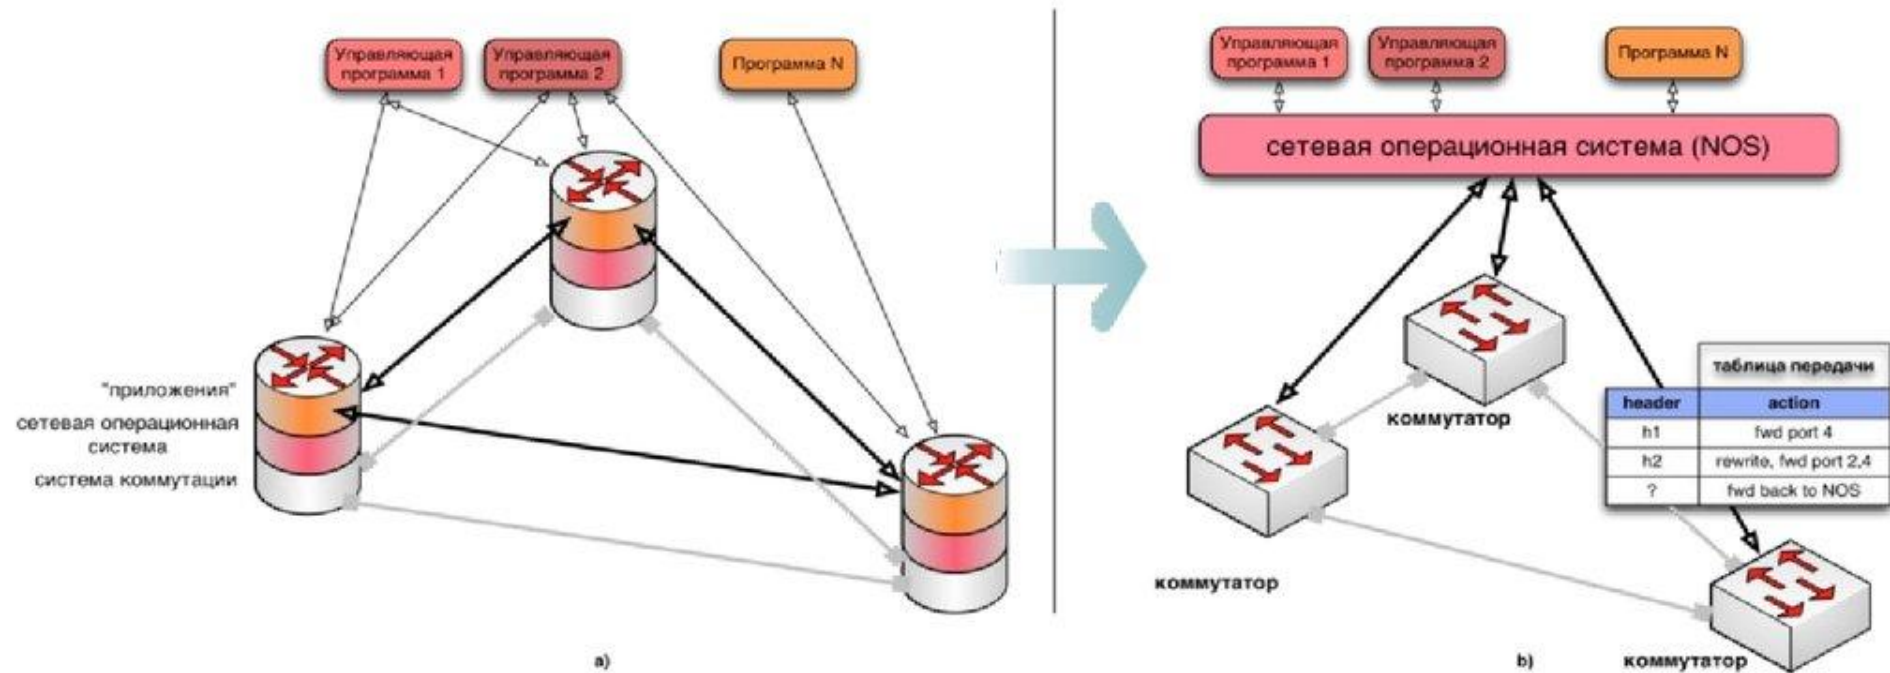 Управляющая
программа 1
Управляющая
программа 2
Программа N
"приложения"
сетевая операционная
система
система коммутации
a)
Управляющая
программа 1
Управляющая
программа 2
Программа N
сетевая операционная система (NOS)
таблица передачи
header action
h1 fwd port 4
h2 rewrite, fwd port 2,4
? fwd back to NOS
коммутатор
коммутатор
коммутатор
b)